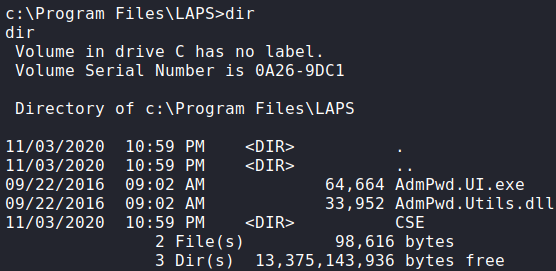 c:\Program Files\LAPS>dir
dir
 Volume in drive C has no label.
 Volume Serial Number is 0A26-9DC1
 Directory of c:\Program Files\LAPS
11/03/2020  10:59 PM    <DIR>          .
11/03/2020  10:59 PM    <DIR>          ..
09/22/2016  09:02 AM            64,664 AdmPwd.UI.exe
09/22/2016  09:02 AM            33,952 AdmPwd.Utils.dll
11/03/2020  10:59 PM    <DIR>          CSE
               2 File(s)         98,616 bytes
               3 Dir(s)  13,375,143,936 bytes free